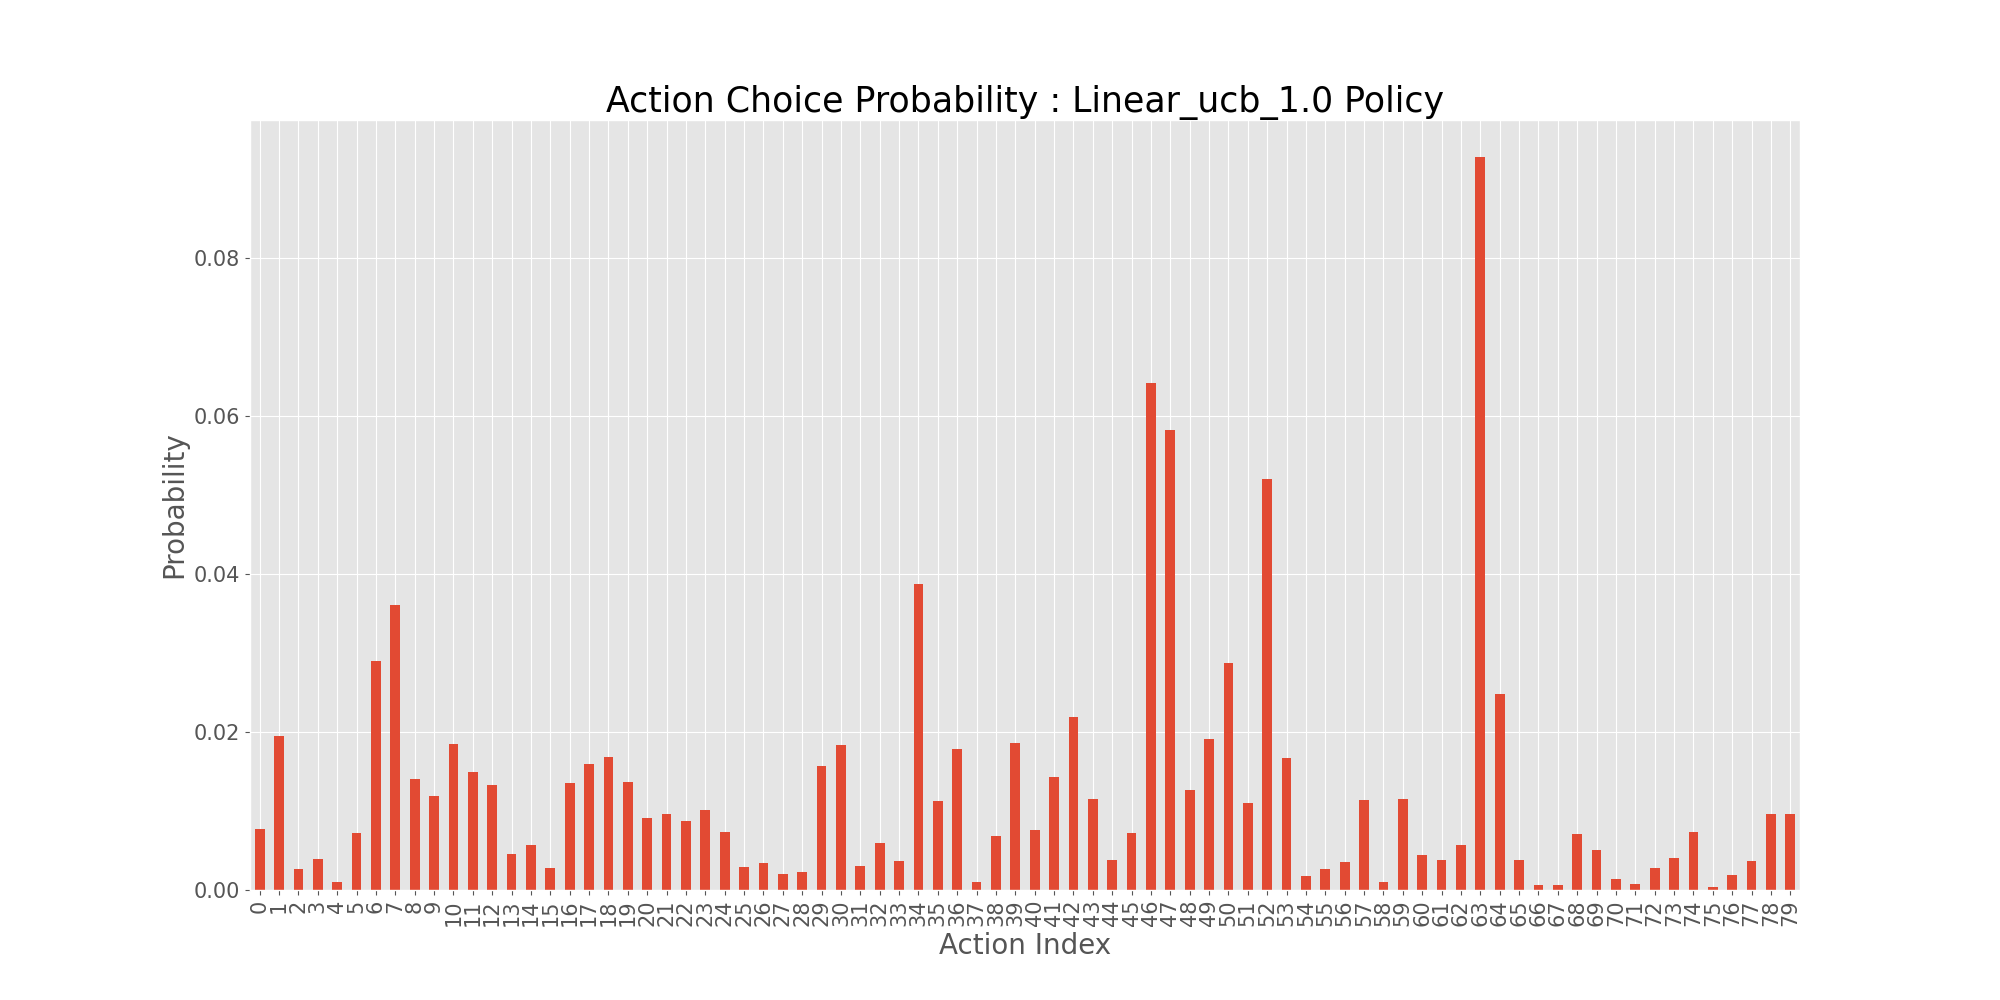 Action Choice Probability : Linear_ucb_1.0 Policy
Probability
0.08
0.06
0.04
0.02
0.00
0 1 2 3 4 5 6 7 8 9 10 11 12 13 14 15 16 17 18 19 20 21 22 23 24 25 26 27 28 29 30 31 32 33 34 35 36 37 38 39 40 41 42 43 44 45 46 47 48 49 50 51 52 53 54 55 56 57 58 59 60 61 62 63 64 65 66 67 68 69 70 71 72 73 74 75 76 77 78 79
Action Index